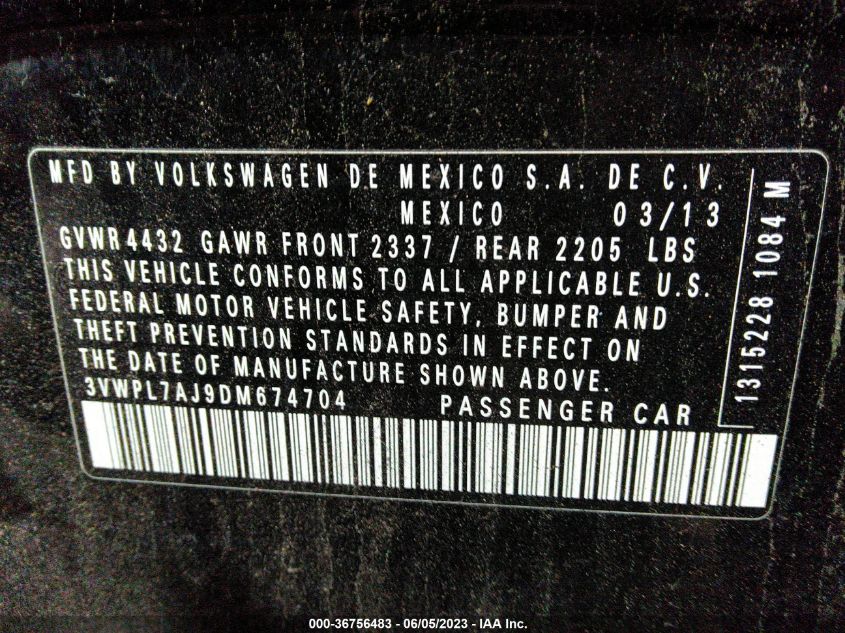 MFD BY VOLKSWAGEN DE MEXICO S.A. DE C.V.
MEXICO 03/13
GVWR 4432 GAWR FRONT 2337 / REAR 2205 LBS
THIS VEHICLE CONFORMS TO ALL APPLICABLE U.S.
FEDERAL MOTOR VEHICLE SAFETY, BUMPER AND
THEFT PREVENTION STANDARDS IN EFFECT ON
THE DATE OF MANUFACTURE SHOWN ABOVE.
3VWPL7AJ9DM674704 PASSENGER CAR
1315228 1084 M
000-36756483 - 06/05/2023 - IAA Inc.